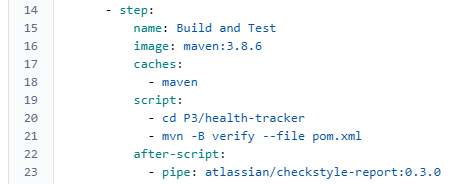 14 - step:
15 name: Build and Test
16 image: maven:3.8.6
17 caches:
18 - maven
19 script:
20 - cd P3/health-tracker
21 - mvn -B verify --file pom.xml
22 after-script:
23 - pipe: atlassian/checkstyle-report:0.3.0